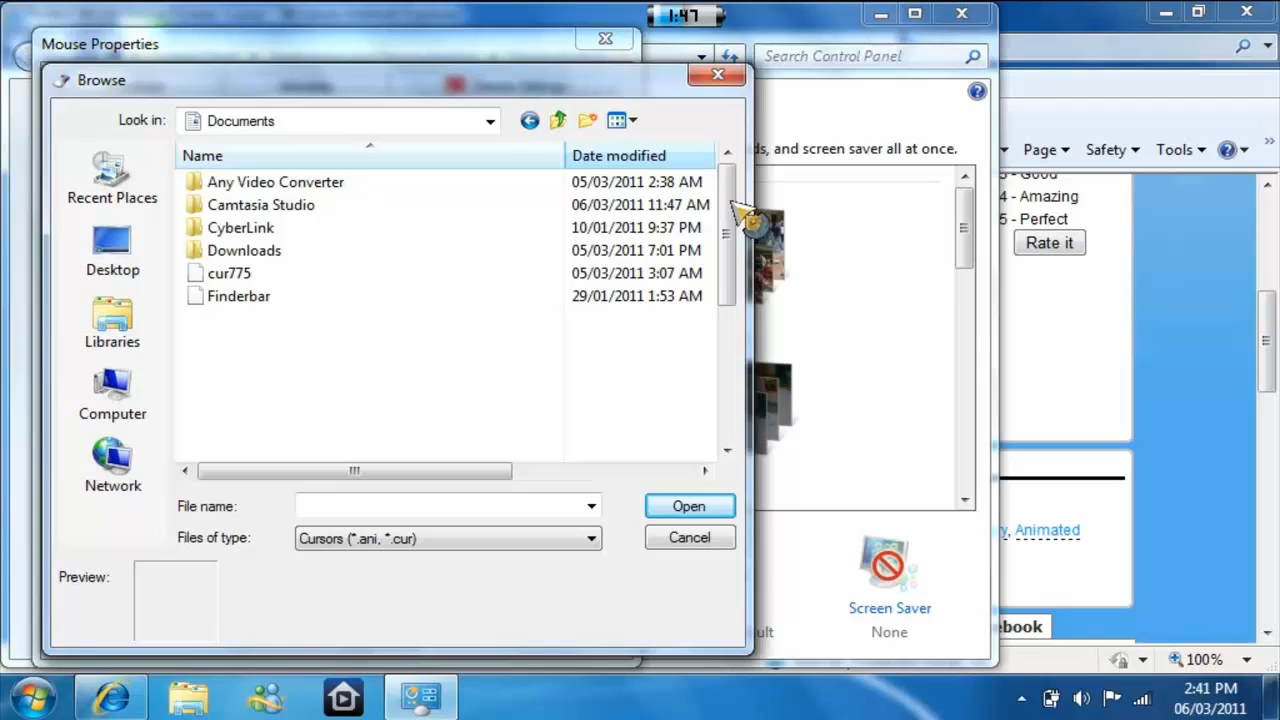 1:47
Mouse Properties
Search Control Panel
Browse
Look in:
Documents
ds, and screen saver all at once.
Page
Safety
Tools
Name
Date modified
Recent Places
Desktop
Libraries
Computer
Network
Any Video Converter 05/03/2011 2:38 AM
Camtasia Studio 06/03/2011 11:47 AM
CyberLink 10/01/2011 9:37 PM
Downloads 05/03/2011 7:01 PM
cur775 05/03/2011 3:07 AM
Finderbar 29/01/2011 1:53 AM
3 - Good
4 - Amazing
5 - Perfect
Rate it
File name:
Open
Files of type:
Cursors (*.ani, *.cur)
Cancel
Preview:
y, Animated
Screen Saver
None
ult
ebook
100%
2:41 PM
06/03/2011